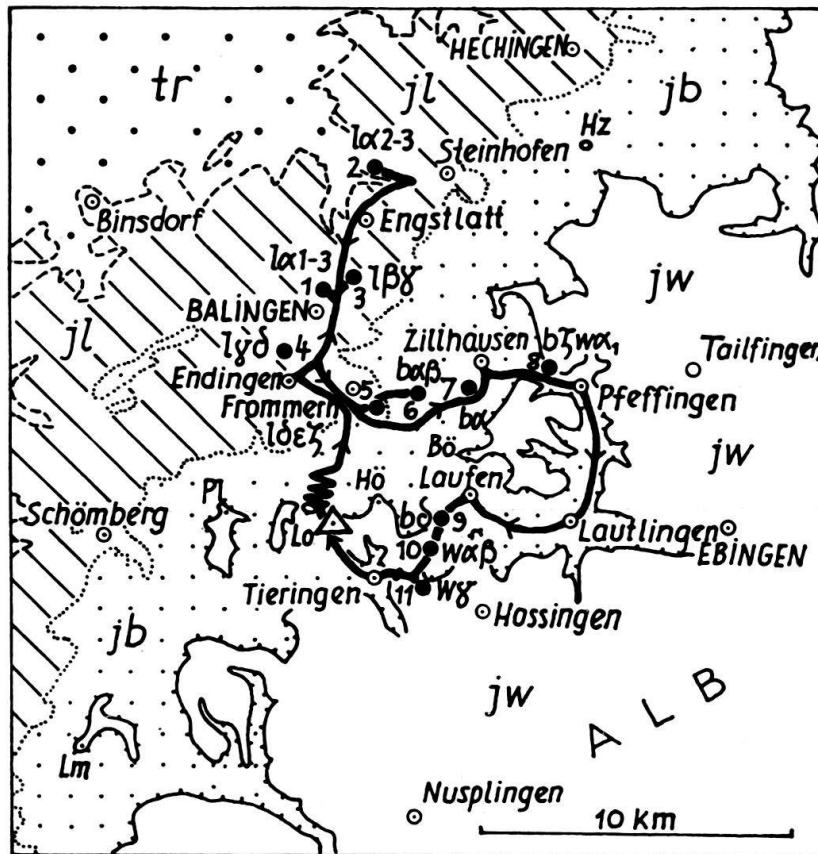 HECHINGEN
tr
jl
jb
Hz
lα2-3
2
Steinhofen
Binsdorf
Engstlatt
jw
lα1-3
1
3
lβγ
BALINGEN
jl
lγδ
4
Zillhausen
bζwα₁
8
Tailfingen
Endingen
5
bαβ
6
7
bα
Pfeffingen
Frommern
lδεζ
Bö
jw
Pl
Hö
Laufen
Schömberg
Lo
bδ
9
Lautlingen
EBINGEN
10
wαβ
Tieringen
11
wγ
Hossingen
jb
jw
ALB
Lm
Nusplingen
10 km